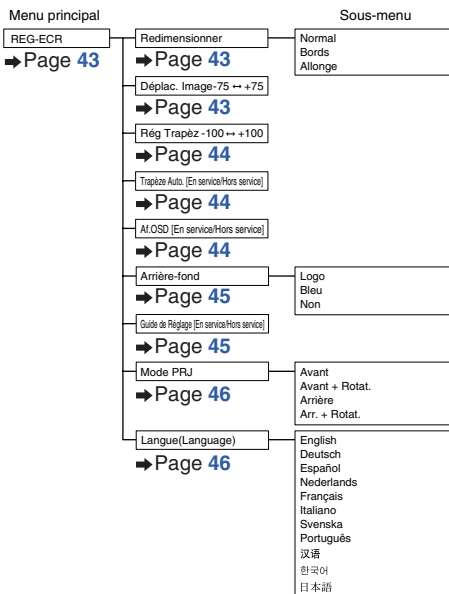 Menu principal
Sous-menu
REG-ECR
➡Page 43
Redimensionner
➡Page 43
Normal
Bords
Allonge
Déplac. Image-75 ↔ +75
➡Page 43
Rég Trapèz -100 ↔ +100
➡Page 44
Trapèze Auto. [En service/Hors service]
➡Page 44
Af.OSD [En service/Hors service]
➡Page 44
Arrière-fond
➡Page 45
Logo
Bleu
Non
Guide de Réglage [En service/Hors service]
➡Page 45
Mode PRJ
➡Page 46
Avant
Avant + Rotat.
Arrière
Arr. + Rotat.
Langue(Language)
➡Page 46
English
Deutsch
Español
Nederlands
Français
Italiano
Svenska
Português
汉语
한국어
日本語